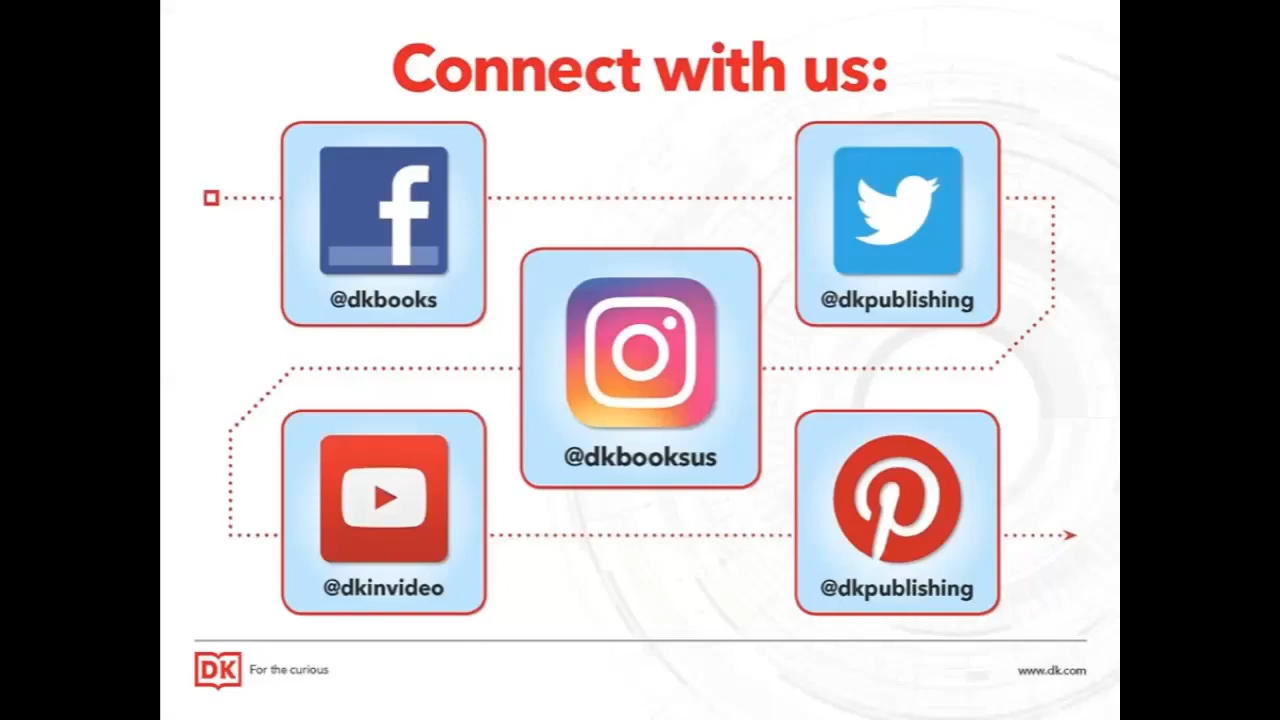 Connect with us:
@dkbooks
@dkpublishing
@dkbooksus
@dkinvideo
@dkpublishing
DK For the curious
www.dk.com